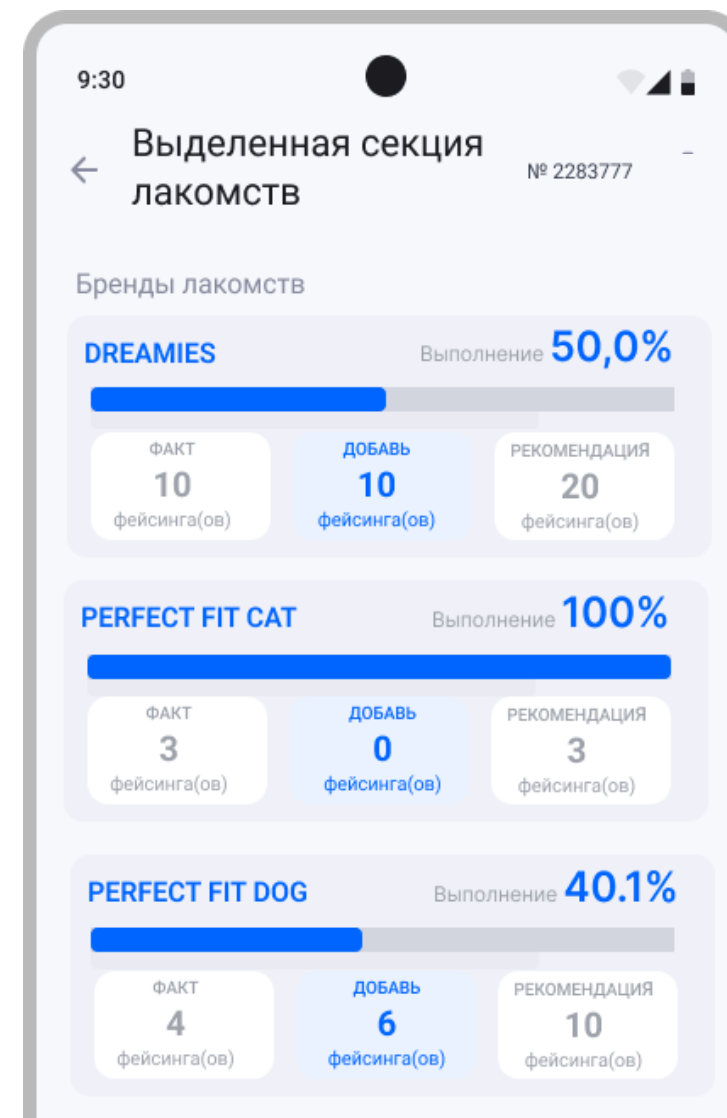 9:30
Выделенная секция
лакомств
№ 2283777
Бренды лакомств
DREAMIES
Выполнение 50,0%
ФАКТ
10
фейсинга(ов)
ДОБАВЬ
10
фейсинга(ов)
РЕКОМЕНДАЦИЯ
20
фейсинга(ов)
PERFECT FIT CAT
Выполнение 100%
ФАКТ
3
фейсинга(ов)
ДОБАВЬ
0
фейсинга(ов)
РЕКОМЕНДАЦИЯ
3
фейсинга(ов)
PERFECT FIT DOG
Выполнение 40.1%
ФАКТ
4
фейсинга(ов)
ДОБАВЬ
6
фейсинга(ов)
РЕКОМЕНДАЦИЯ
10
фейсинга(ов)